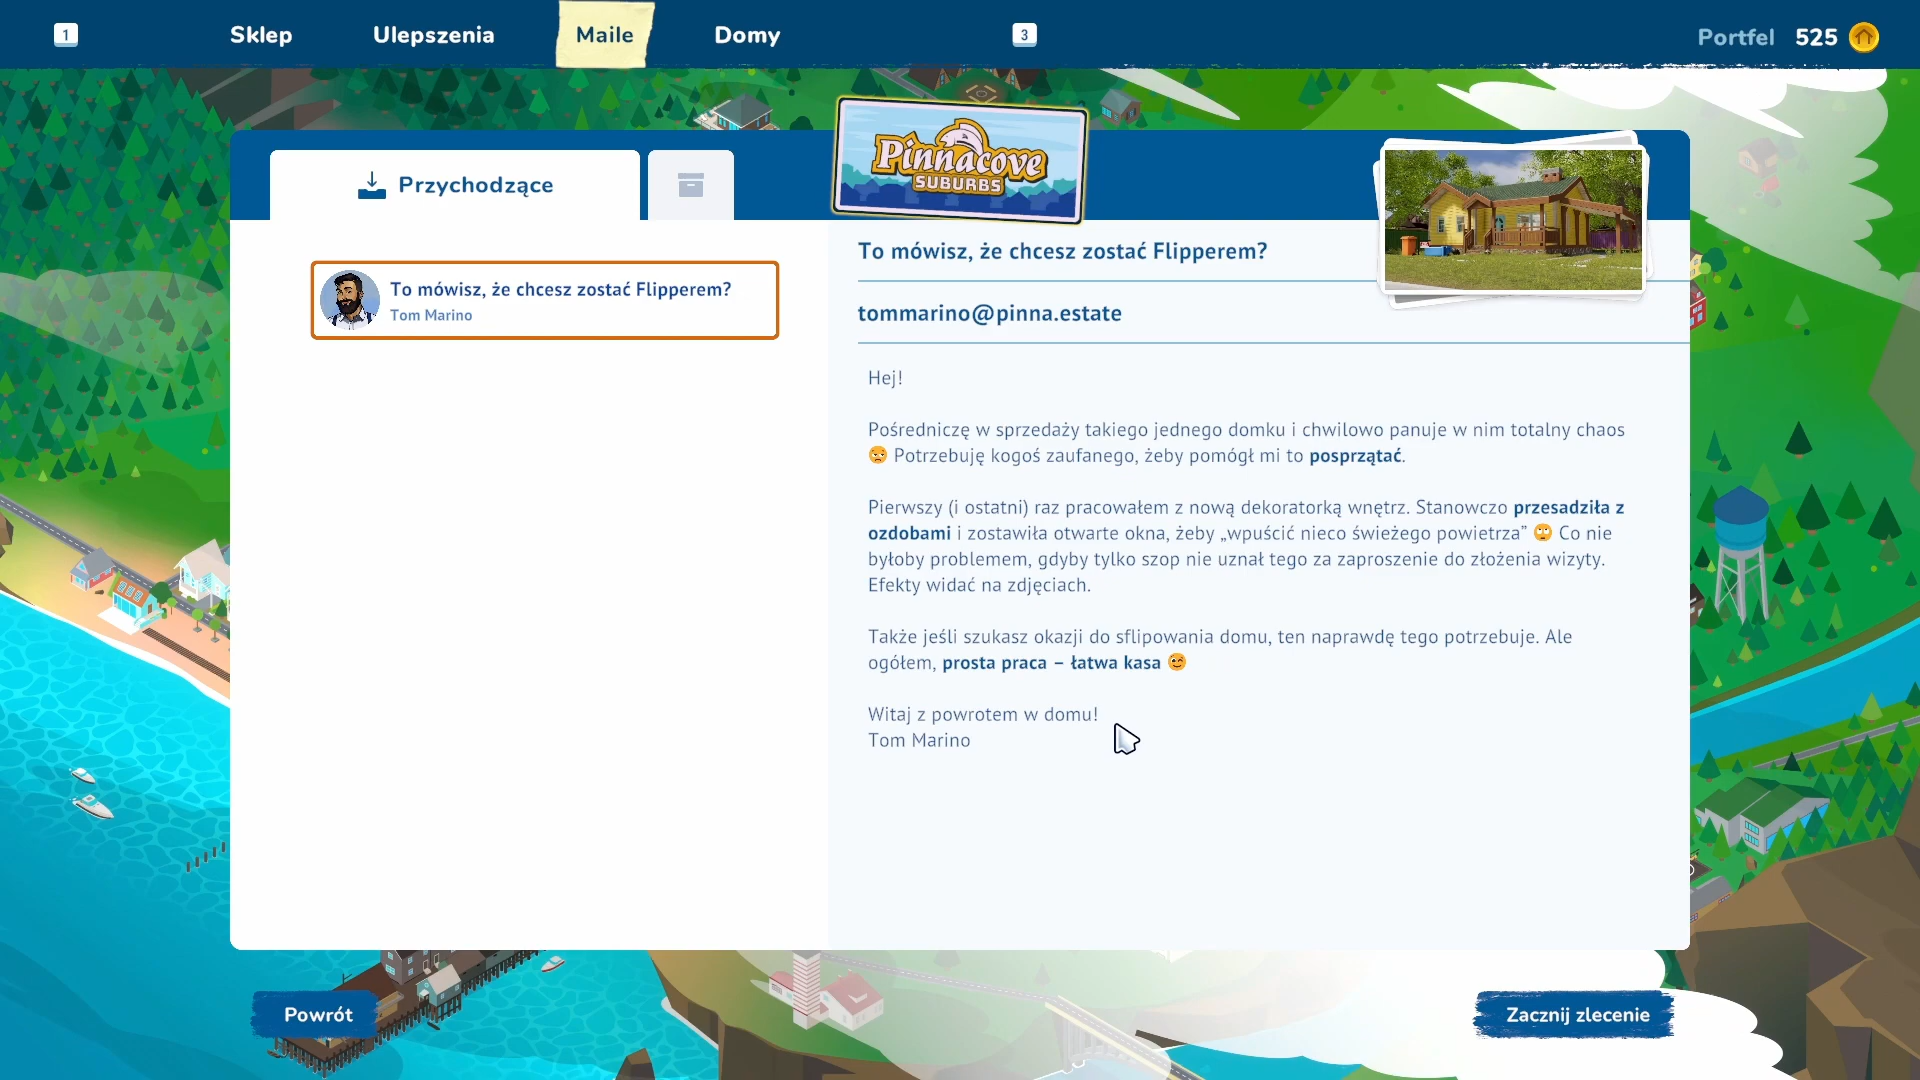 1
Sklep
Ulepszenia
Maile
Domy
3
Portfel
525
Przychodzące
Pinnacove
SUBURBS
To mówisz, że chcesz zostać Flipperem?
Tom Marino
To mówisz, że chcesz zostać Flipperem?
tommarino@pinna.estate
Hej!
Pośredniczę w sprzedaży takiego jednego domku i chwilowo panuje w nim totalny chaos
😠 Potrzebuję kogoś zaufanego, żeby pomógł mi to posprzątać.
Pierwszy (i ostatni) raz pracowałem z nową dekoratorką wnętrz. Stanowczo przesadziła z
ozdobami i zostawiła otwarte okna, żeby „wpuścić nieco świeżego powietrza” 🙄 Co nie
byłoby problemem, gdyby tylko szop nie uznał tego za zaproszenie do złożenia wizyty.
Efekty widać na zdjęciach.
Także jeśli szukasz okazji do sflipowania domu, ten naprawdę tego potrzebuje. Ale
ogółem, prosta praca – łatwa kasa 😉
Witaj z powrotem w domu!
Tom Marino
Powrót
Zacznij zlecenie